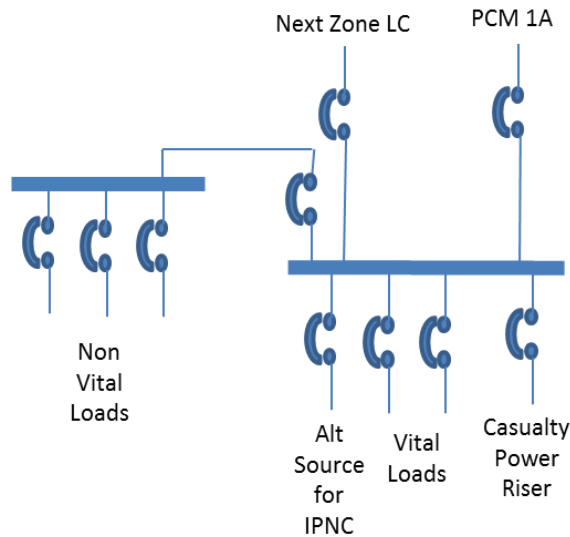 Next Zone LC
PCM 1A
Non
Vital
Loads
Alt
Source
for
IPNC
Vital
Loads
Casualty
Power
Riser